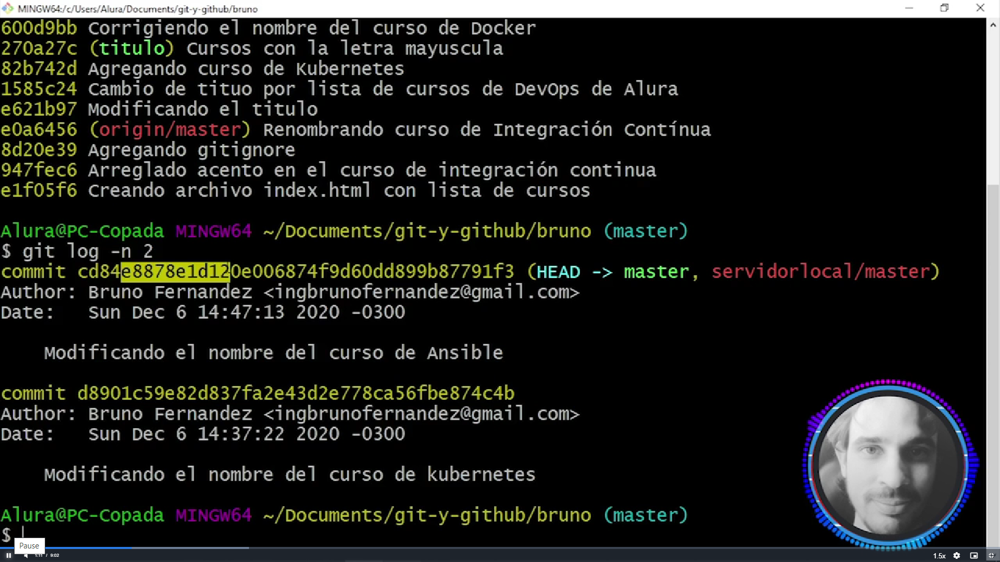 MINGW64:/c/Users/Alura/Documents/git-y-github/bruno
600d9bb Corrigiendo el nombre del curso de Docker
270a27c (titulo) Cursos con la letra mayuscula
82b742d Agregando curso de Kubernetes
1585c24 Cambio de tituo por lista de cursos de DevOps de Alura
e621b97 Modificando el titulo
e0a6456 (origin/master) Renombrando curso de Integración Contínua
8d20e39 Agregando gitignore
947fec6 Arreglado acento en el curso de integración continua
e1f05f6 Creando archivo index.html con lista de cursos
Alura@PC-Copada MINGW64 ~/Documents/git-y-github/bruno (master)
$ git log -n 2
commit cd84e8878e1d120e006874f9d60dd899b87791f3 (HEAD -> master, servidorlocal/master)
Author: Bruno Fernandez <ingbrunofernandez@gmail.com>
Date:   Sun Dec 6 14:47:13 2020 -0300
Modificando el nombre del curso de Ansible
commit d8901c59e82d837fa2e43d2e778ca56fbe874c4b
Author: Bruno Fernandez <ingbrunofernandez@gmail.com>
Date:   Sun Dec 6 14:37:22 2020 -0300
Modificando el nombre del curso de kubernetes
Alura@PC-Copada MINGW64 ~/Documents/git-y-github/bruno (master)
$
Pause
1:11 / 9:02
1.5x